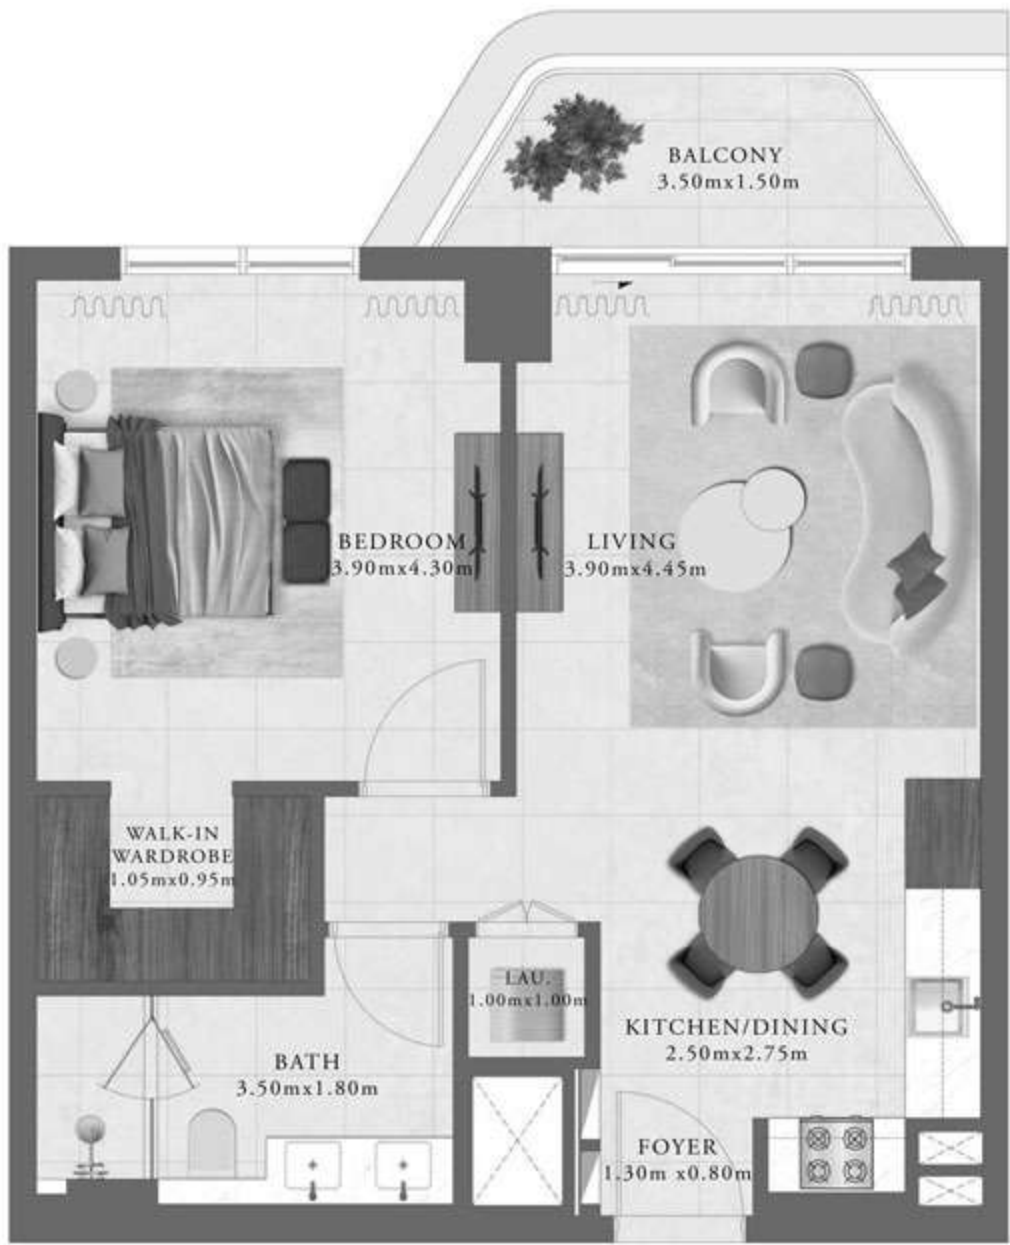 BALCONY
3.50mx1.50m
BEDROOM
3.90mx4.30m
LIVING
3.90mx4.45m
WALK-IN
WARDROBE
1.05mx0.95m
LAU.
1.00mx1.00m
KITCHEN/DINING
2.50mx2.75m
BATH
3.50mx1.80m
FOYER
1.30m x0.80m